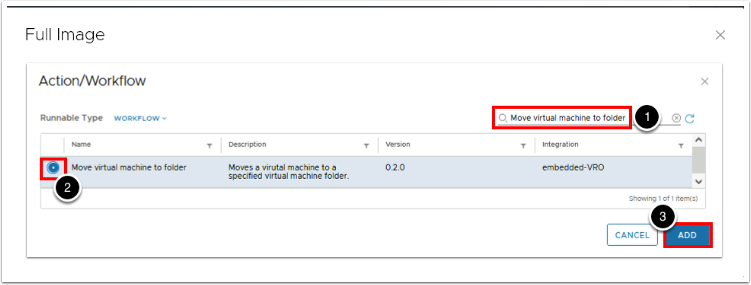 Full Image
Action/Workflow
Runnable Type WORKFLOW Move virtual machine to folder 1
Name Description Version Integration
Move virtual machine to folder Moves a virutal machine to a 0.2.0 embedded-VRO
specified virtual machine folder.
2
Showing 1 of 1 item(s)
3
CANCEL ADD